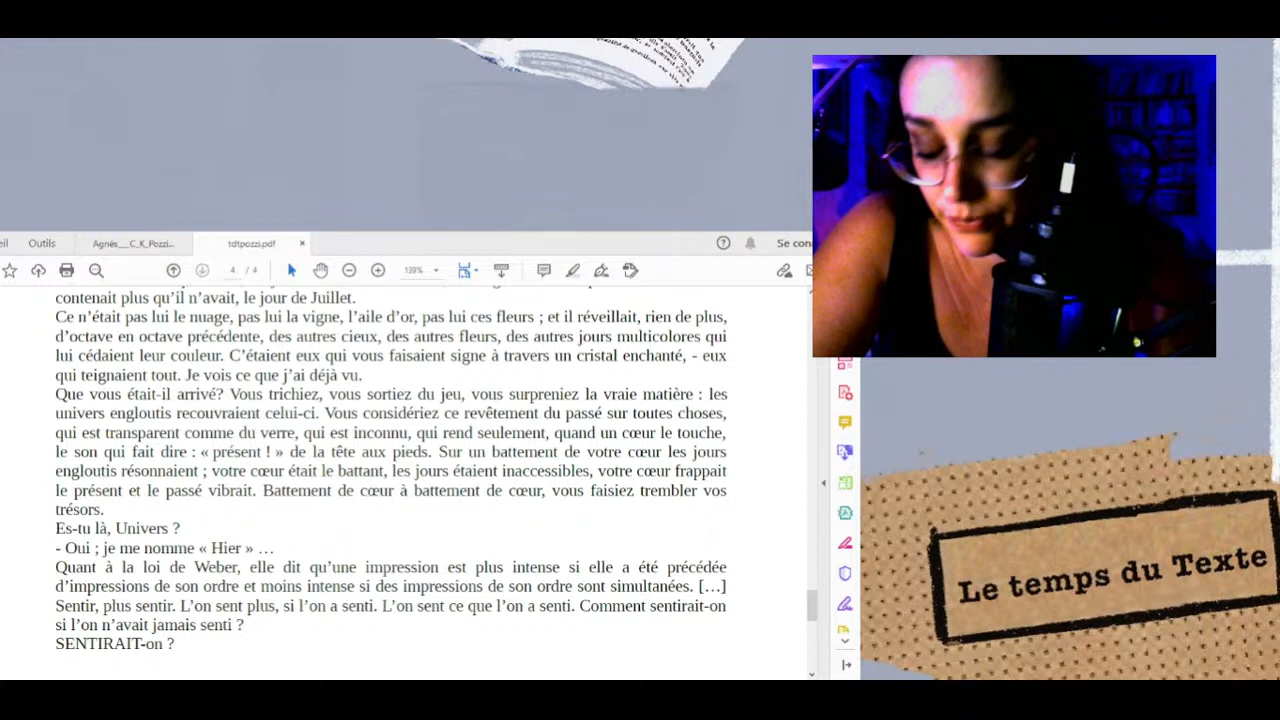 eil Outils Agnés__C_K_Pozzi... tdtpozzi.pdf × Se con
4 / 4 139%
contenait plus qu’il n’avait, le jour de Juillet.
Ce n’était pas lui le nuage, pas lui la vigne, l’aile d’or, pas lui ces fleurs ; et il réveillait, rien de plus,
d’octave en octave précédente, des autres cieux, des autres fleurs, des autres jours multicolores qui
lui cédaient leur couleur. C’étaient eux qui vous faisaient signe à travers un cristal enchanté, - eux
qui teignaient tout. Je vois ce que j’ai déjà vu.
Que vous était-il arrivé? Vous trichiez, vous sortiez du jeu, vous surpreniez la vraie matière : les
univers engloutis recouvraient celui-ci. Vous considériez ce revêtement du passé sur toutes choses,
qui est transparent comme du verre, qui est inconnu, qui rend seulement, quand un cœur le touche,
le son qui fait dire : « présent ! » de la tête aux pieds. Sur un battement de votre cœur les jours
engloutis résonnaient ; votre cœur était le battant, les jours étaient inaccessibles, votre cœur frappait
le présent et le passé vibrait. Battement de cœur à battement de cœur, vous faisiez trembler vos
trésors.
Es-tu là, Univers ?
- Oui ; je me nomme « Hier » …
Quant à la loi de Weber, elle dit qu’une impression est plus intense si elle a été précédée
d’impressions de son ordre et moins intense si des impressions de son ordre sont simultanées. […]
Sentir, plus sentir. L’on sent plus, si l’on a senti. L’on sent ce que l’on a senti. Comment sentirait-on
si l’on n’avait jamais senti ?
SENTIRAIT-on ?
Le temps du Texte